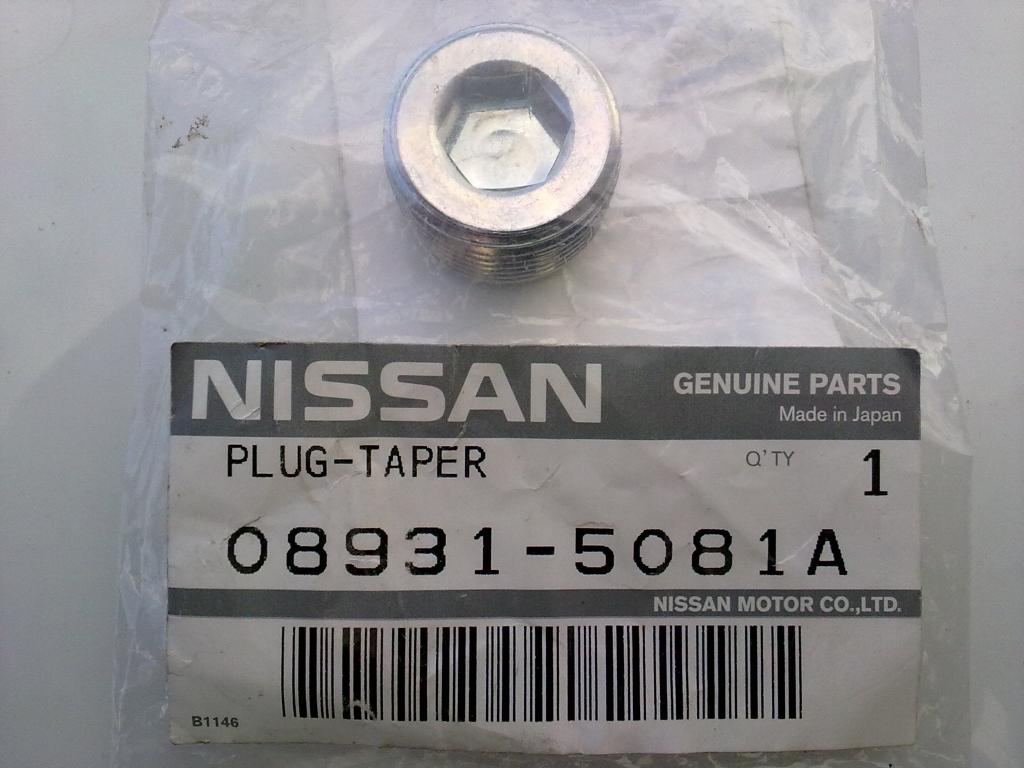 NISSAN
GENUINE PARTS
Made in Japan
PLUG-TAPER
Q'TY 1
08931-5081A
NISSAN MOTOR CO.,LTD.
B1146